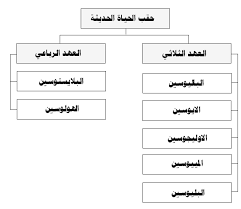 حقب الحياة الحديثة
العهد الثلاثي
الباليوسين
الايوسين
الاوليجوسين
الميوسين
البليوسين
العهد الرباعي
البلايستوسين
الهولوسين